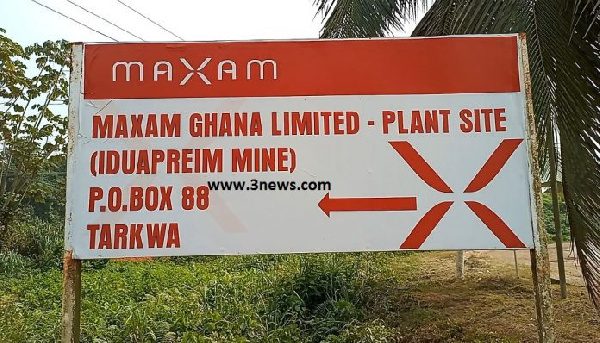 MAXAM
MAXAM GHANA LIMITED - PLANT SITE
(IDUAPREIM MINE)
www.3news.com
P.O.BOX 88
TARKWA